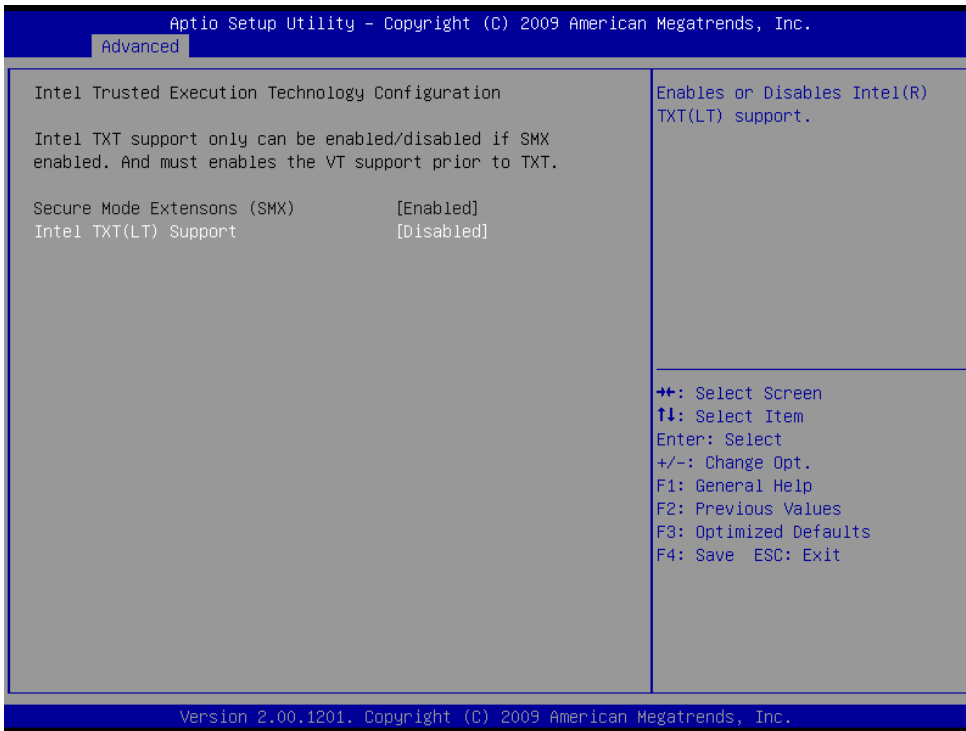 Aptio Setup Utility – Copyright (C) 2009 American Megatrends, Inc.
Advanced
Intel Trusted Execution Technology Configuration
Intel TXT support only can be enabled/disabled if SMX
enabled. And must enables the VT support prior to TXT.
Secure Mode Extensons (SMX) [Enabled]
Intel TXT(LT) Support [Disabled]
Enables or Disables Intel(R)
TXT(LT) support.
→←: Select Screen
↑↓: Select Item
Enter: Select
+/-: Change Opt.
F1: General Help
F2: Previous Values
F3: Optimized Defaults
F4: Save ESC: Exit
Version 2.00.1201. Copyright (C) 2009 American Megatrends, Inc.